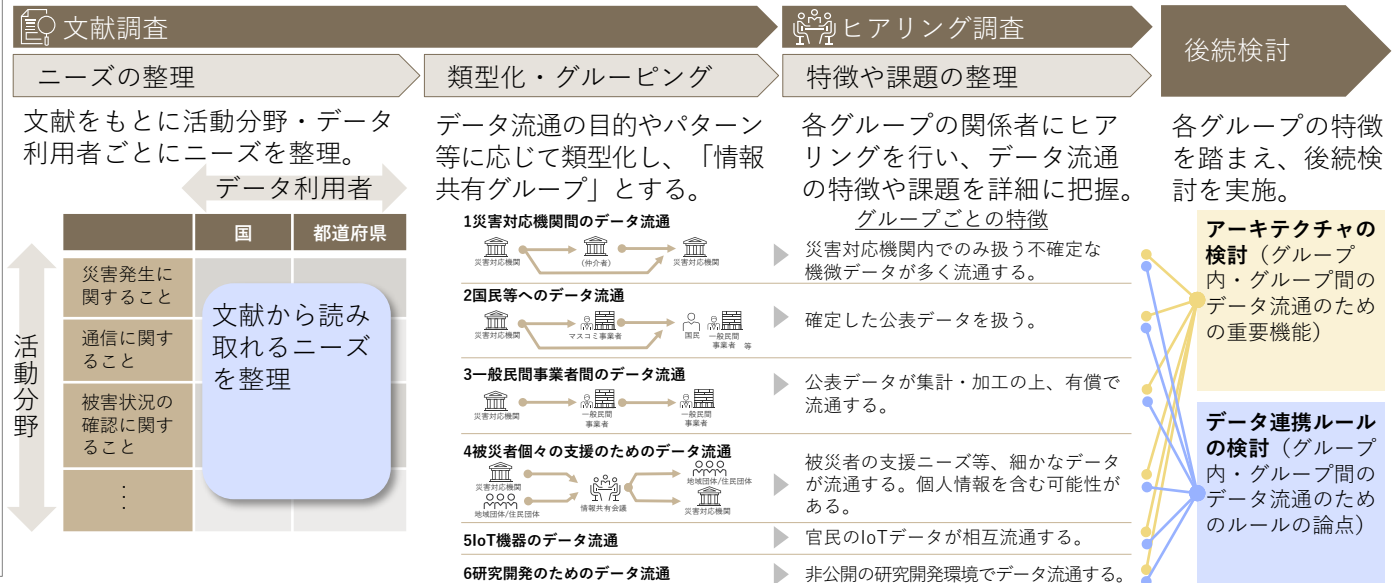 文献調査
ヒアリング調査
後続検討
ニーズの整理
類型化・グルーピング
特徴や課題の整理
文献をもとに活動分野・データ
利用者ごとにニーズを整理。
データ利用者
国
都道府県
活動分野
災害発生に
関すること
通信に関す
ること
被害状況の
確認に関す
ること
：
文献から読み
取れるニーズ
を整理
データ流通の目的やパターン
等に応じて類型化し、「情報
共有グループ」とする。
1災害対応機関間のデータ流通
災害対応機関
(仲介者)
災害対応機関
2国民等へのデータ流通
災害対応機関
マスコミ事業者
国民
一般民間
事業者
等
3一般民間事業者間のデータ流通
災害対応機関
一般民間
事業者
一般民間
事業者
4被災者個々の支援のためのデータ流通
災害対応機関
地域団体/住民団体
情報共有会議
地域団体/住民団体
災害対応機関
5IoT機器のデータ流通
6研究開発のためのデータ流通
各グループの関係者にヒア
リングを行い、データ流通
の特徴や課題を詳細に把握。
グループごとの特徴
災害対応機関内でのみ扱う不確定な
機微データが多く流通する。
確定した公表データを扱う。
公表データが集計・加工の上、有償で
流通する。
被災者の支援ニーズ等、細かなデータ
が流通する。個人情報を含む可能性が
ある。
官民のIoTデータが相互流通する。
非公開の研究開発環境でデータ流通する。
各グループの特徴
を踏まえ、後続検
討を実施。
アーキテクチャの
検討（グループ
内・グループ間の
データ流通のため
の重要機能）
データ連携ルール
の検討（グループ
内・グループ間の
データ流通のため
のルールの論点）